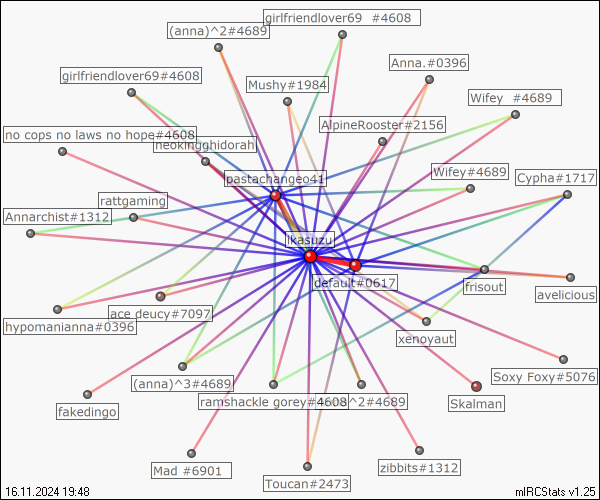 girlfriendlover69 #4608
(anna)^2#4689
Anna.#0396
girlfriendlover69#4608
Mushy#1984
Wifey #4689
AlpineRooster#2156
no cops no laws no hope#4608
neokingghidorah
pastachangeo41
Wifey#4689
Cypha#1717
rattgaming
Annarchist#1312
ikasuzu
default#0617
frisout
avelicious
ace deucy#7097
hypomanianna#0396
xenoyaut
Soxy Foxy#5076
(anna)^3#4689
ramshackle gorey#4608
^2#4689
Skalman
fakedingo
Mad #6901
zibbits#1312
Toucan#2473
16.11.2024 19:48
mIRCStats v1.25